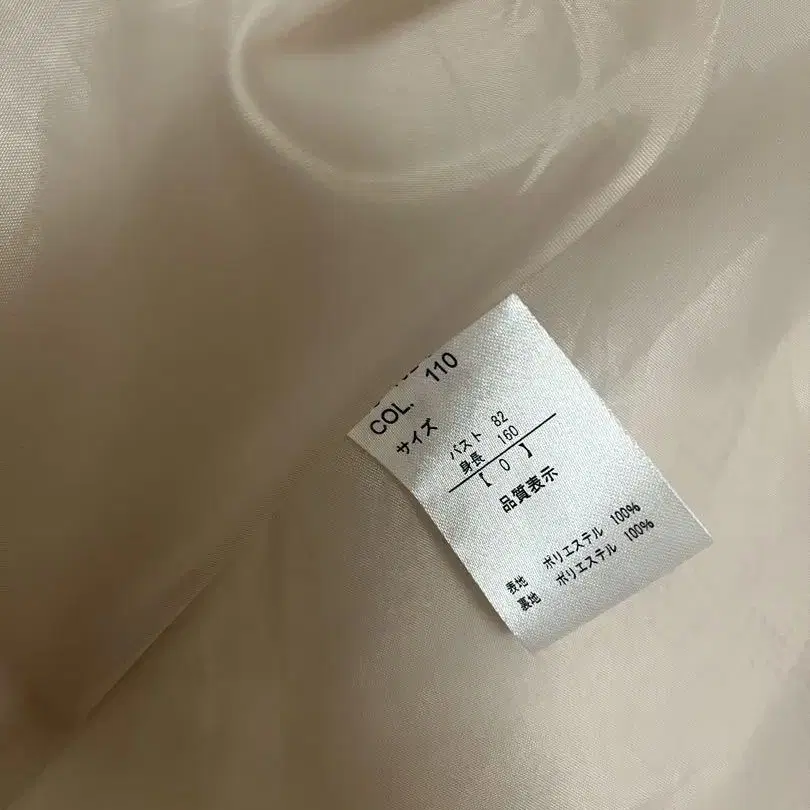 COL. 110
サイズ
バスト 82
身長 160
【 0 】
品質表示
表地 ポリエステル 100%
裏地 ポリエステル 100%